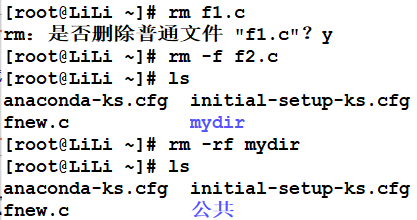 [root@LiLi ~]# rm f1.c
rm：是否删除普通文件 "f1.c"？y
[root@LiLi ~]# rm -f f2.c
[root@LiLi ~]# ls
anaconda-ks.cfg  initial-setup-ks.cfg
fnew.c           mydir
[root@LiLi ~]# rm -rf mydir
[root@LiLi ~]# ls
anaconda-ks.cfg  initial-setup-ks.cfg
fnew.c           公共